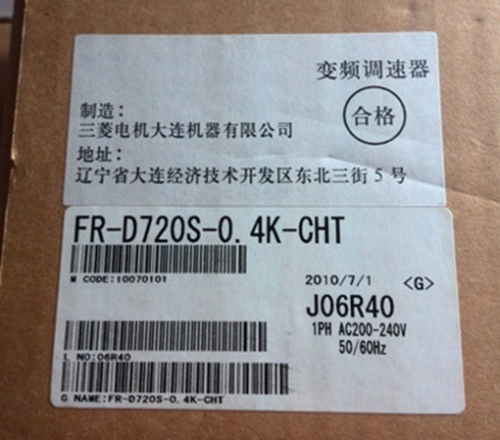 变频调速器
制造：
三菱电机大连机器有限公司
合格
地址：
辽宁省大连经济技术开发区东北三街5号
FR-D720S-0.4K-CHT
M CODE:10070101
2010/7/1 <G>
J06R40
1PH AC200-240V
50/60Hz
L NO:06R40
G NAME:FR-D720S-0.4K-CHT